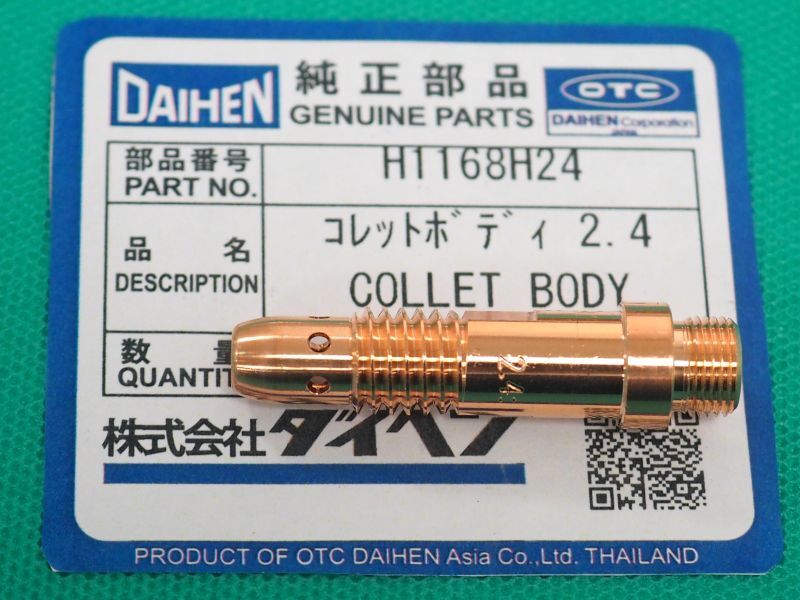 DAIHEN
純正部品
GENUINE PARTS
OTC
DAIHEN Corporation
JAPAN
部品番号
PART NO.
H1168H24
品 名
DESCRIPTION
コレットボディ 2.4
COLLET BODY
数
QUANTIT
2.4
株式会社ダイヘン
PRODUCT OF OTC DAIHEN Asia Co.,Ltd. THAILAND